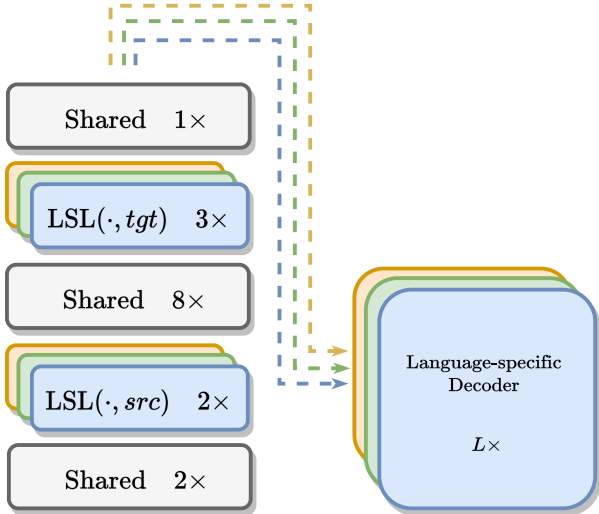 Shared 1×
LSL(·, tgt) 3×
Shared 8×
LSL(·, src) 2×
Shared 2×
Language-specific
Decoder
L×